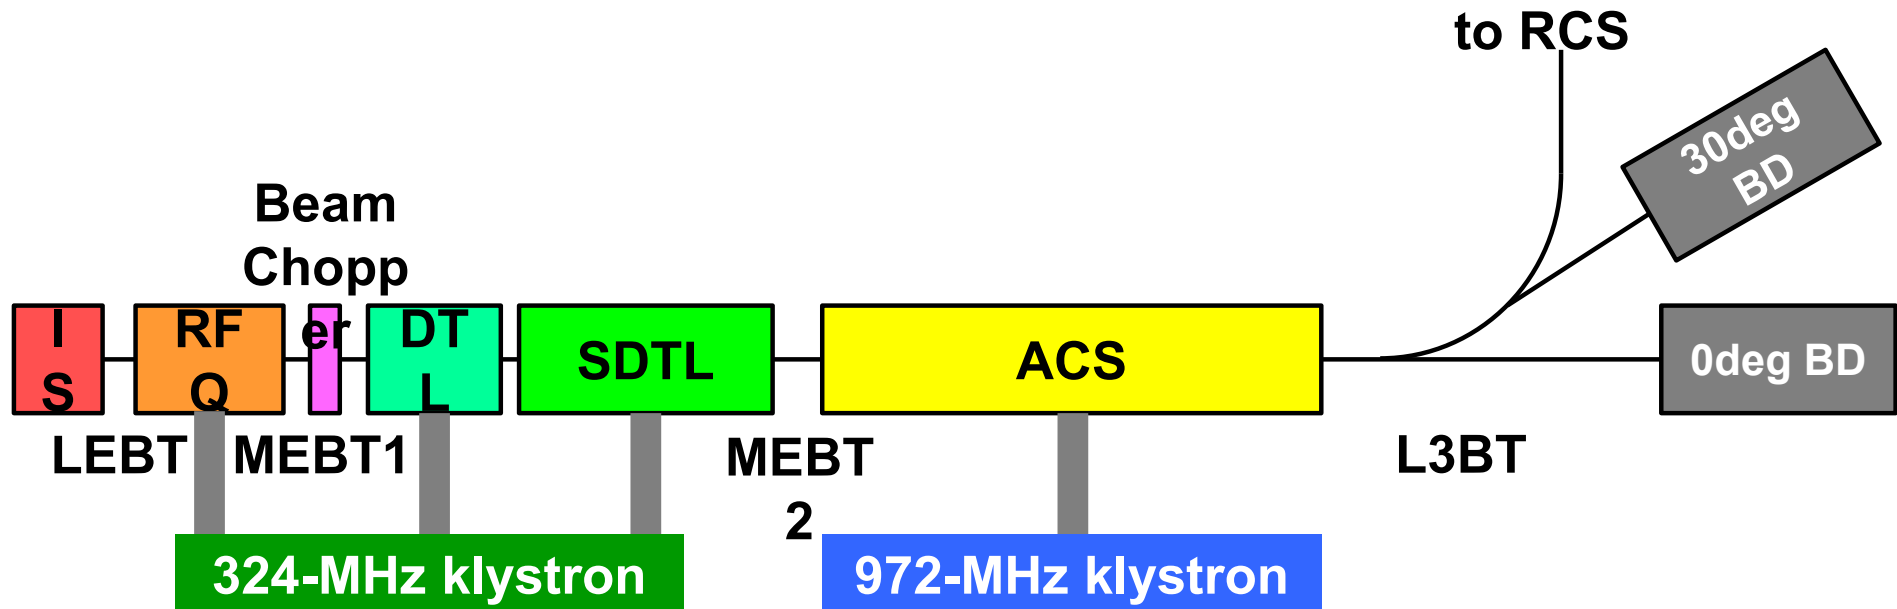 to RCS
30deg
BD
Beam
Chopp
er
I
S
RF
Q
DT
L
SDTL
ACS
0deg BD
LEBT
MEBT1
MEBT
2
L3BT
324-MHz klystron
972-MHz klystron